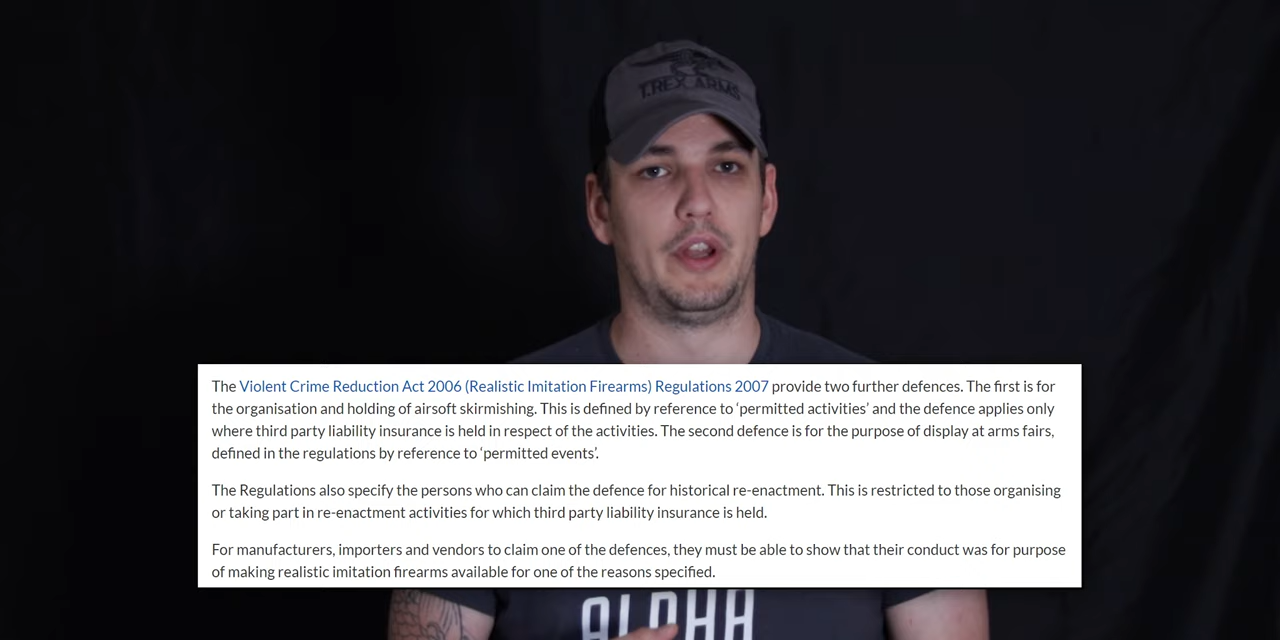 T.REX ARMS
The Violent Crime Reduction Act 2006 (Realistic Imitation Firearms) Regulations 2007 provide two further defences. The first is for
the organisation and holding of airsoft skirmishing. This is defined by reference to ‘permitted activities’ and the defence applies only
where third party liability insurance is held in respect of the activities. The second defence is for the purpose of display at arms fairs,
defined in the regulations by reference to ‘permitted events’.
The Regulations also specify the persons who can claim the defence for historical re-enactment. This is restricted to those organising
or taking part in re-enactment activities for which third party liability insurance is held.
For manufacturers, importers and vendors to claim one of the defences, they must be able to show that their conduct was for purpose
of making realistic imitation firearms available for one of the reasons specified.
ALPHA